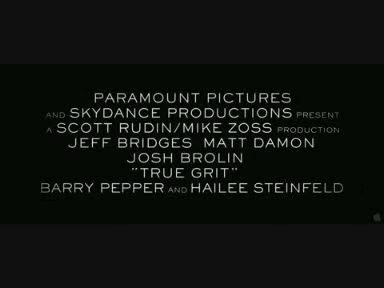 PARAMOUNT PICTURES
AND SKYDANCE PRODUCTIONS PRESENT
A SCOTT RUDIN/MIKE ZOSS PRODUCTION
JEFF BRIDGES MATT DAMON
JOSH BROLIN
"TRUE GRIT"
BARRY PEPPER AND HAILEE STEINFELD